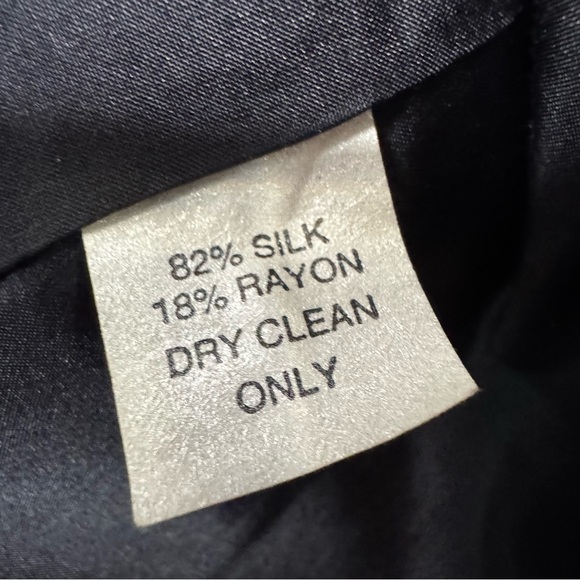 82% SILK
18% RAYON
DRY CLEAN
ONLY